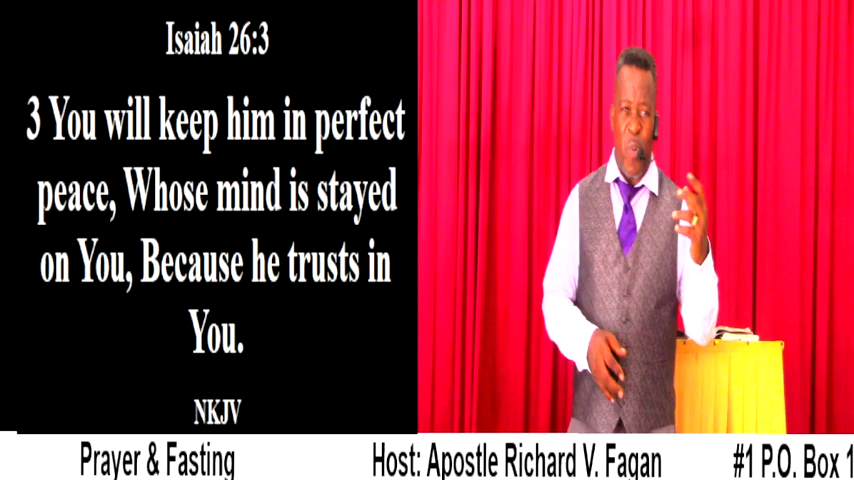 Isaiah 26:3
3 You will keep him in perfect
peace, Whose mind is stayed
on You, Because he trusts in
You.
NKJV
Prayer & Fasting Host: Apostle Richard V. Fagan #1 P.O. Box 1